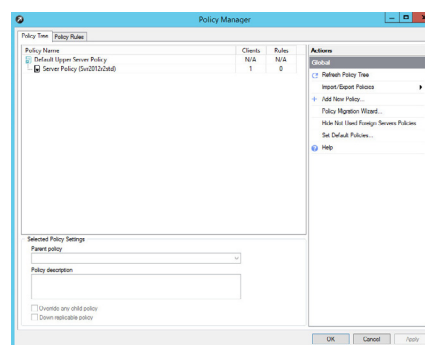 Policy Manager
Policy Tree Policy Rules
Policy Name Clients Rules
Default Upper Server Policy N/A N/A
Server Policy (Svr2012r2std) 1 0
Selected Policy Settings
Parent policy
Policy description
Override any child policy
Down replicable policy
Actions
Global
Refresh Policy Tree
Import/Export Policies
Add New Policy...
Policy Migration Wizard...
Hide Not Used Foreign Servers Policies
Set Default Policies...
Help
OK Cancel Apply